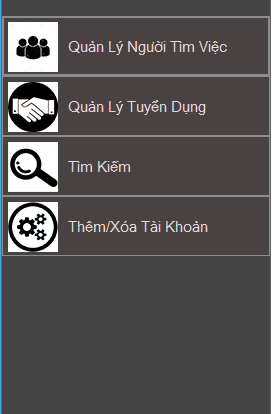 Quản Lý Người Tìm Việc
Quản Lý Tuyển Dụng
Tìm Kiếm
Thêm/Xóa Tài Khoản